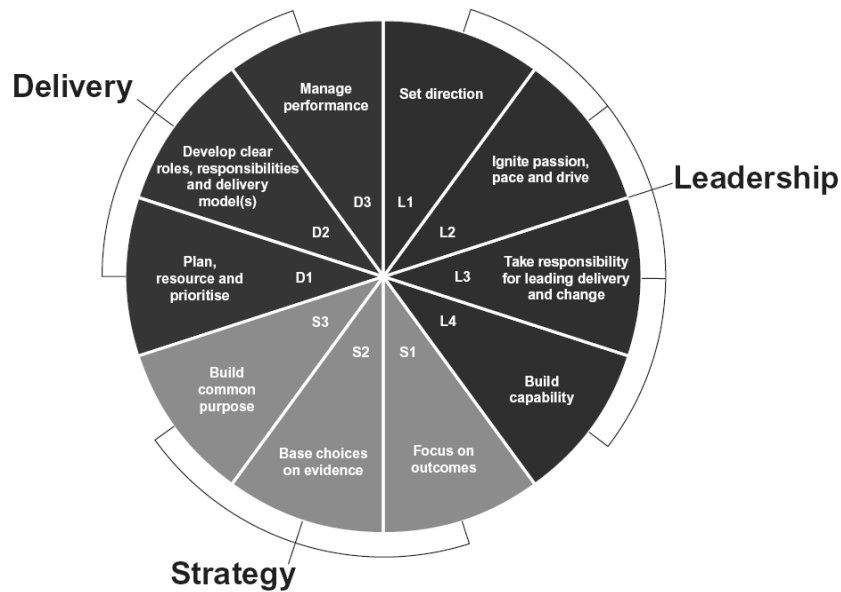 Delivery
Leadership
Strategy
Set direction
L1
Ignite passion,
pace and drive
L2
Take responsibility
for leading delivery
and change
L3
Build
capability
L4
Focus on
outcomes
S1
Base choices
on evidence
S2
Build
common
purpose
S3
Plan,
resource and
prioritise
D1
Develop clear
roles, responsibilities
and delivery
model(s)
D2
Manage
performance
D3